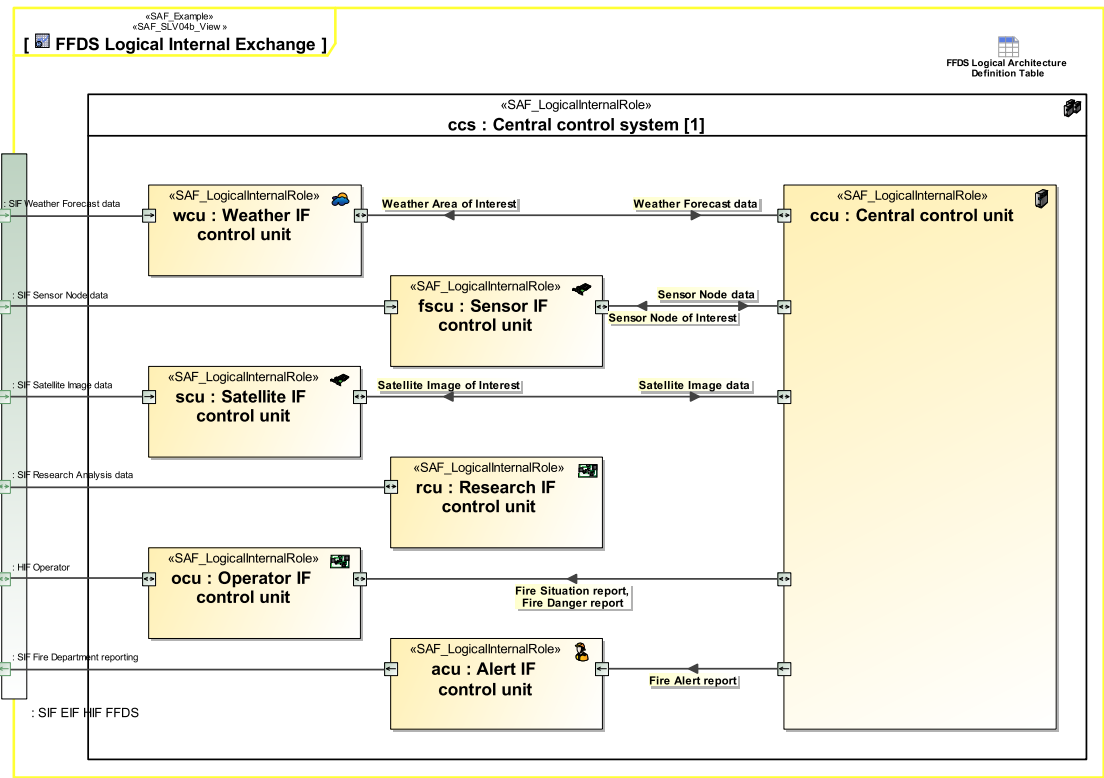 «SAF_Example»
«SAF_SLV04b_View »
[ FFDS Logical Internal Exchange ]
FFDS Logical Architecture
Definition Table
«SAF_LogicalInternalRole»
ccs : Central control system [1]
: SIF Weather Forecast data
«SAF_LogicalInternalRole»
wcu : Weather IF
control unit
Weather Area of Interest
Weather Forecast data
«SAF_LogicalInternalRole»
ccu : Central control unit
: SIF Sensor Node data
«SAF_LogicalInternalRole»
fscu : Sensor IF
control unit
Sensor Node data
Sensor Node of Interest
: SIF Satellite Image data
«SAF_LogicalInternalRole»
scu : Satellite IF
control unit
Satellite Image of Interest
Satellite Image data
: SIF Research Analysis data
«SAF_LogicalInternalRole»
rcu : Research IF
control unit
: HIF Operator
«SAF_LogicalInternalRole»
ocu : Operator IF
control unit
Fire Situation report,
Fire Danger report
: SIF Fire Department reporting
«SAF_LogicalInternalRole»
acu : Alert IF
control unit
Fire Alert report
: SIF EIF HIF FFDS